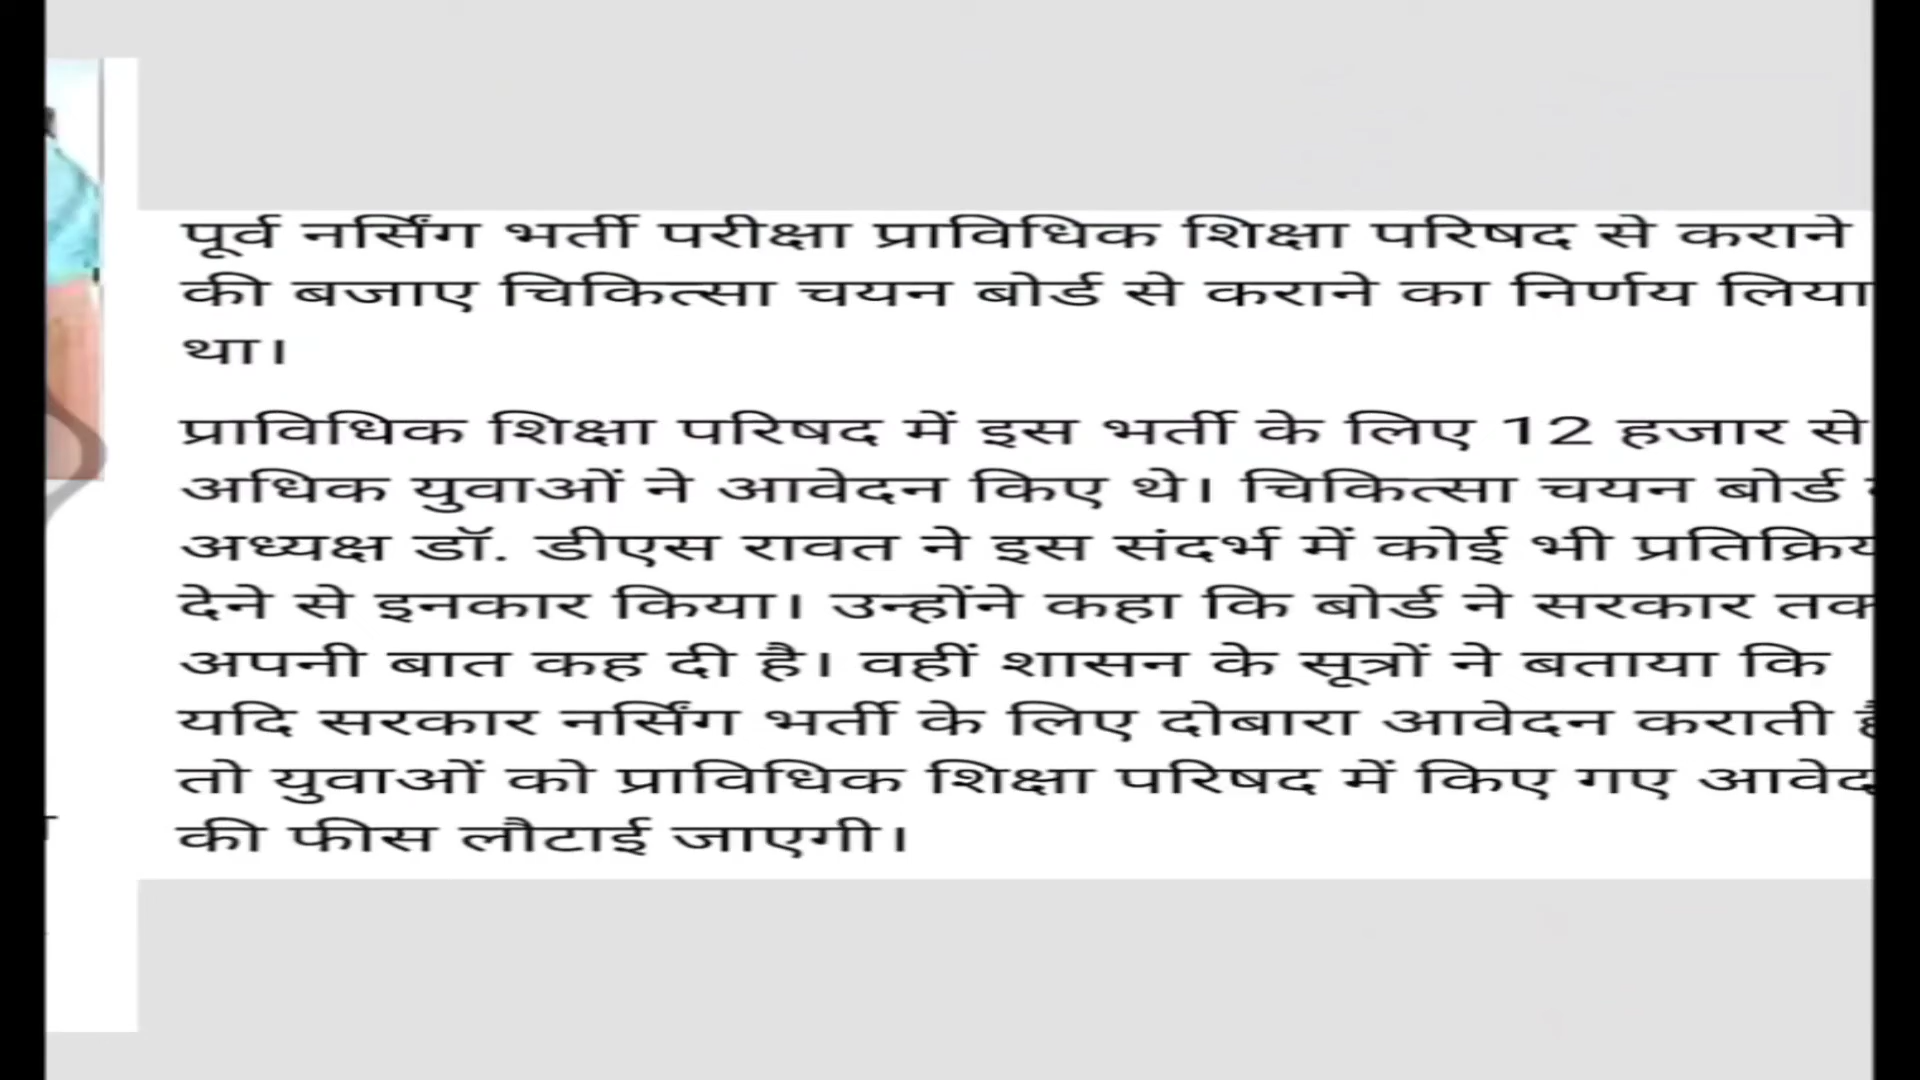 पूर्व नर्सिंग भर्ती परीक्षा प्राविधिक शिक्षा परिषद से कराने
की बजाए चिकित्सा चयन बोर्ड से कराने का निर्णय लिया
था।
प्राविधिक शिक्षा परिषद में इस भर्ती के लिए 12 हजार से
अधिक युवाओं ने आवेदन किए थे। चिकित्सा चयन बोर्ड
अध्यक्ष डॉ. डीएस रावत ने इस संदर्भ में कोई भी
देने से इनकार किया। उन्होंने कहा कि बोर्ड ने सरकार तक
अपनी बात कह दी है। वहीं शासन के सूत्रों ने बताया कि
यदि सरकार नर्सिंग भर्ती के लिए दोबारा आवेदन कराती
तो युवाओं को प्राविधिक शिक्षा परिषद में किए गए
की फीस लौटाई जाएगी।